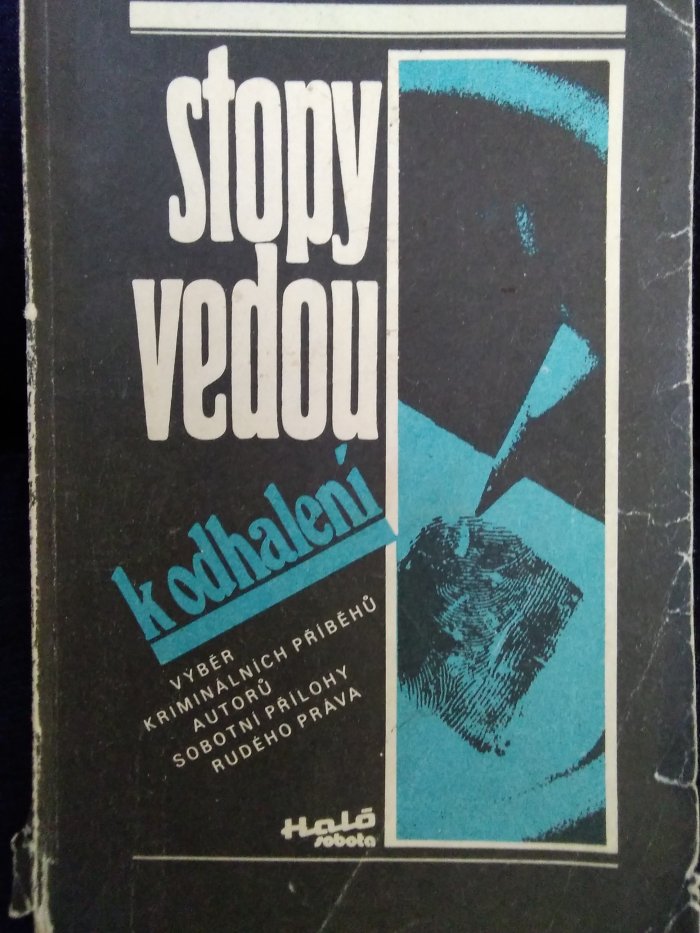 stopy
vedou
k odhalení
VÝBĚR
KRIMINÁLNÍCH PŘÍBĚHŮ
AUTORŮ
SOBOTNÍ PŘÍLOHY
RUDÉHO PRÁVA
Haló
sobota